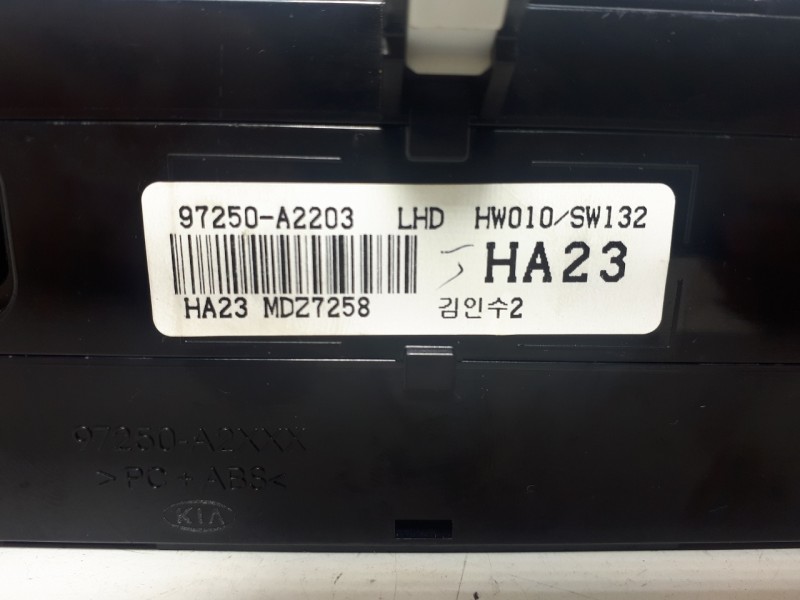 97250-A2203 LHD HW010/SW132
HA23
HA23 MDZ7258 김인수2
97250-A2XXX
>PC + ABS<
KIA